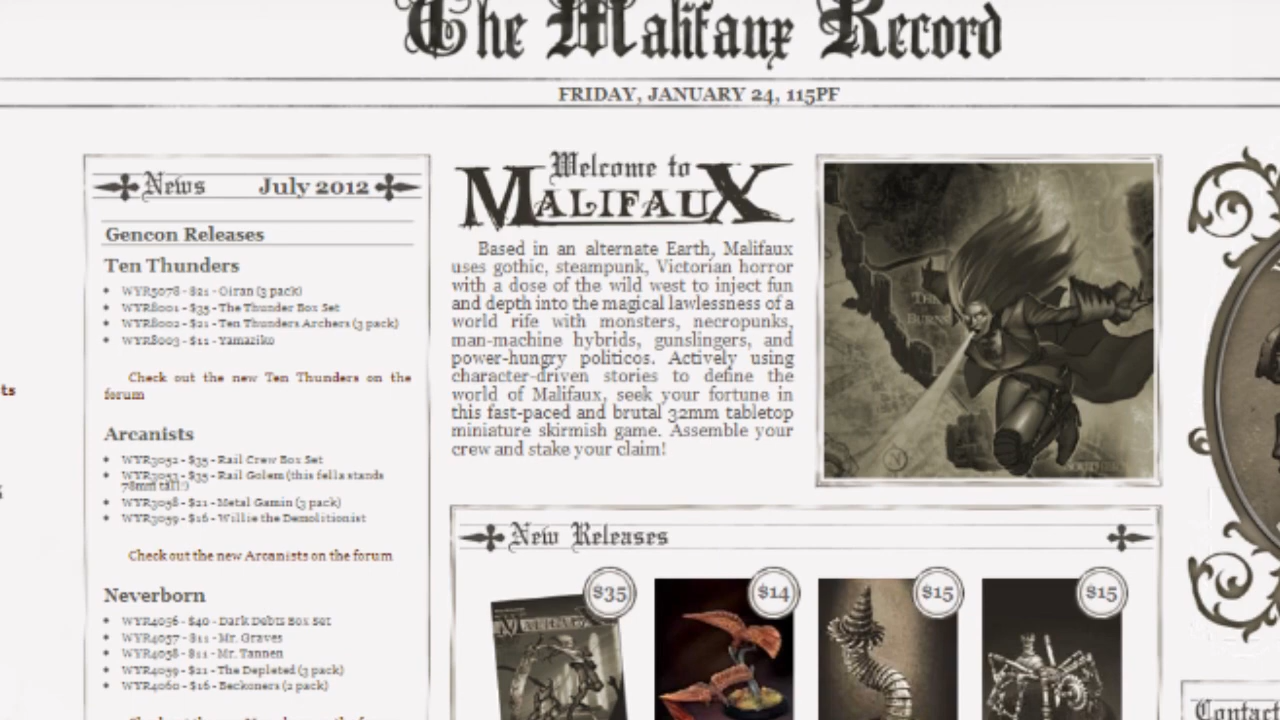 The Malifaux Record
FRIDAY, JANUARY 24, 115PF
News July 2012
Gencon Releases
Ten Thunders
WYR5078 - $21 - Oiran (3 pack)
WYR8001 - $35 - The Thunder Box Set
WYR8002 - $21 - Ten Thunders Archers (3 pack)
WYR8003 - $11 - Yamaziko
Check out the new Ten Thunders on the
forum
Arcanists
WYR3052 - $35 - Rail Crew Box Set
WYR3053 - $35 - Rail Golem (this fella stands
78mm tall!)
WYR3058 - $21 - Metal Gamin (3 pack)
WYR3059 - $16 - Willie the Demolitionist
Check out the new Arcanists on the forum
Neverborn
WYR4036 - $40 - Dark Debts Box Set
WYR4037 - $11 - Mr. Graves
WYR4038 - $11 - Mr. Tannen
WYR4039 - $21 - The Depleted (3 pack)
WYR4060 - $16 - Beckoners (2 pack)
ts
Welcome to
MALIFAUX
Based in an alternate Earth, Malifaux
uses gothic, steampunk, Victorian horror
with a dose of the wild west to inject fun
and depth into the magical lawlessness of a
world rife with monsters, necropunks,
man-machine hybrids, gunslingers, and
power-hungry politicos. Actively using
character-driven stories to define the
world of Malifaux, seek your fortune in
this fast-paced and brutal 32mm tabletop
miniature skirmish game. Assemble your
crew and stake your claim!
New Releases
$35
$14
$15
$15
MALIFAUX
Contact